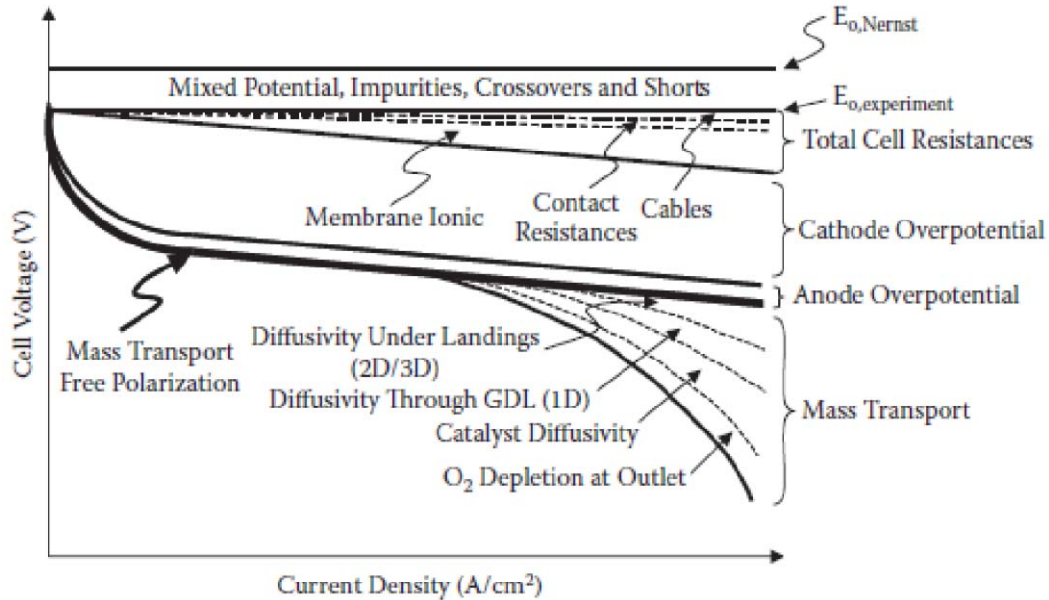 E₀,Nernst
Mixed Potential, Impurities, Crossovers and Shorts
E₀,experiment
Total Cell Resistances
Membrane Ionic
Contact
Resistances
Cables
Cathode Overpotential
Cell Voltage (V)
Anode Overpotential
Mass Transport
Free Polarization
Diffusivity Under Landings
(2D/3D)
Diffusivity Through GDL (1D)
Catalyst Diffusivity
O₂ Depletion at Outlet
Mass Transport
Current Density (A/cm²)